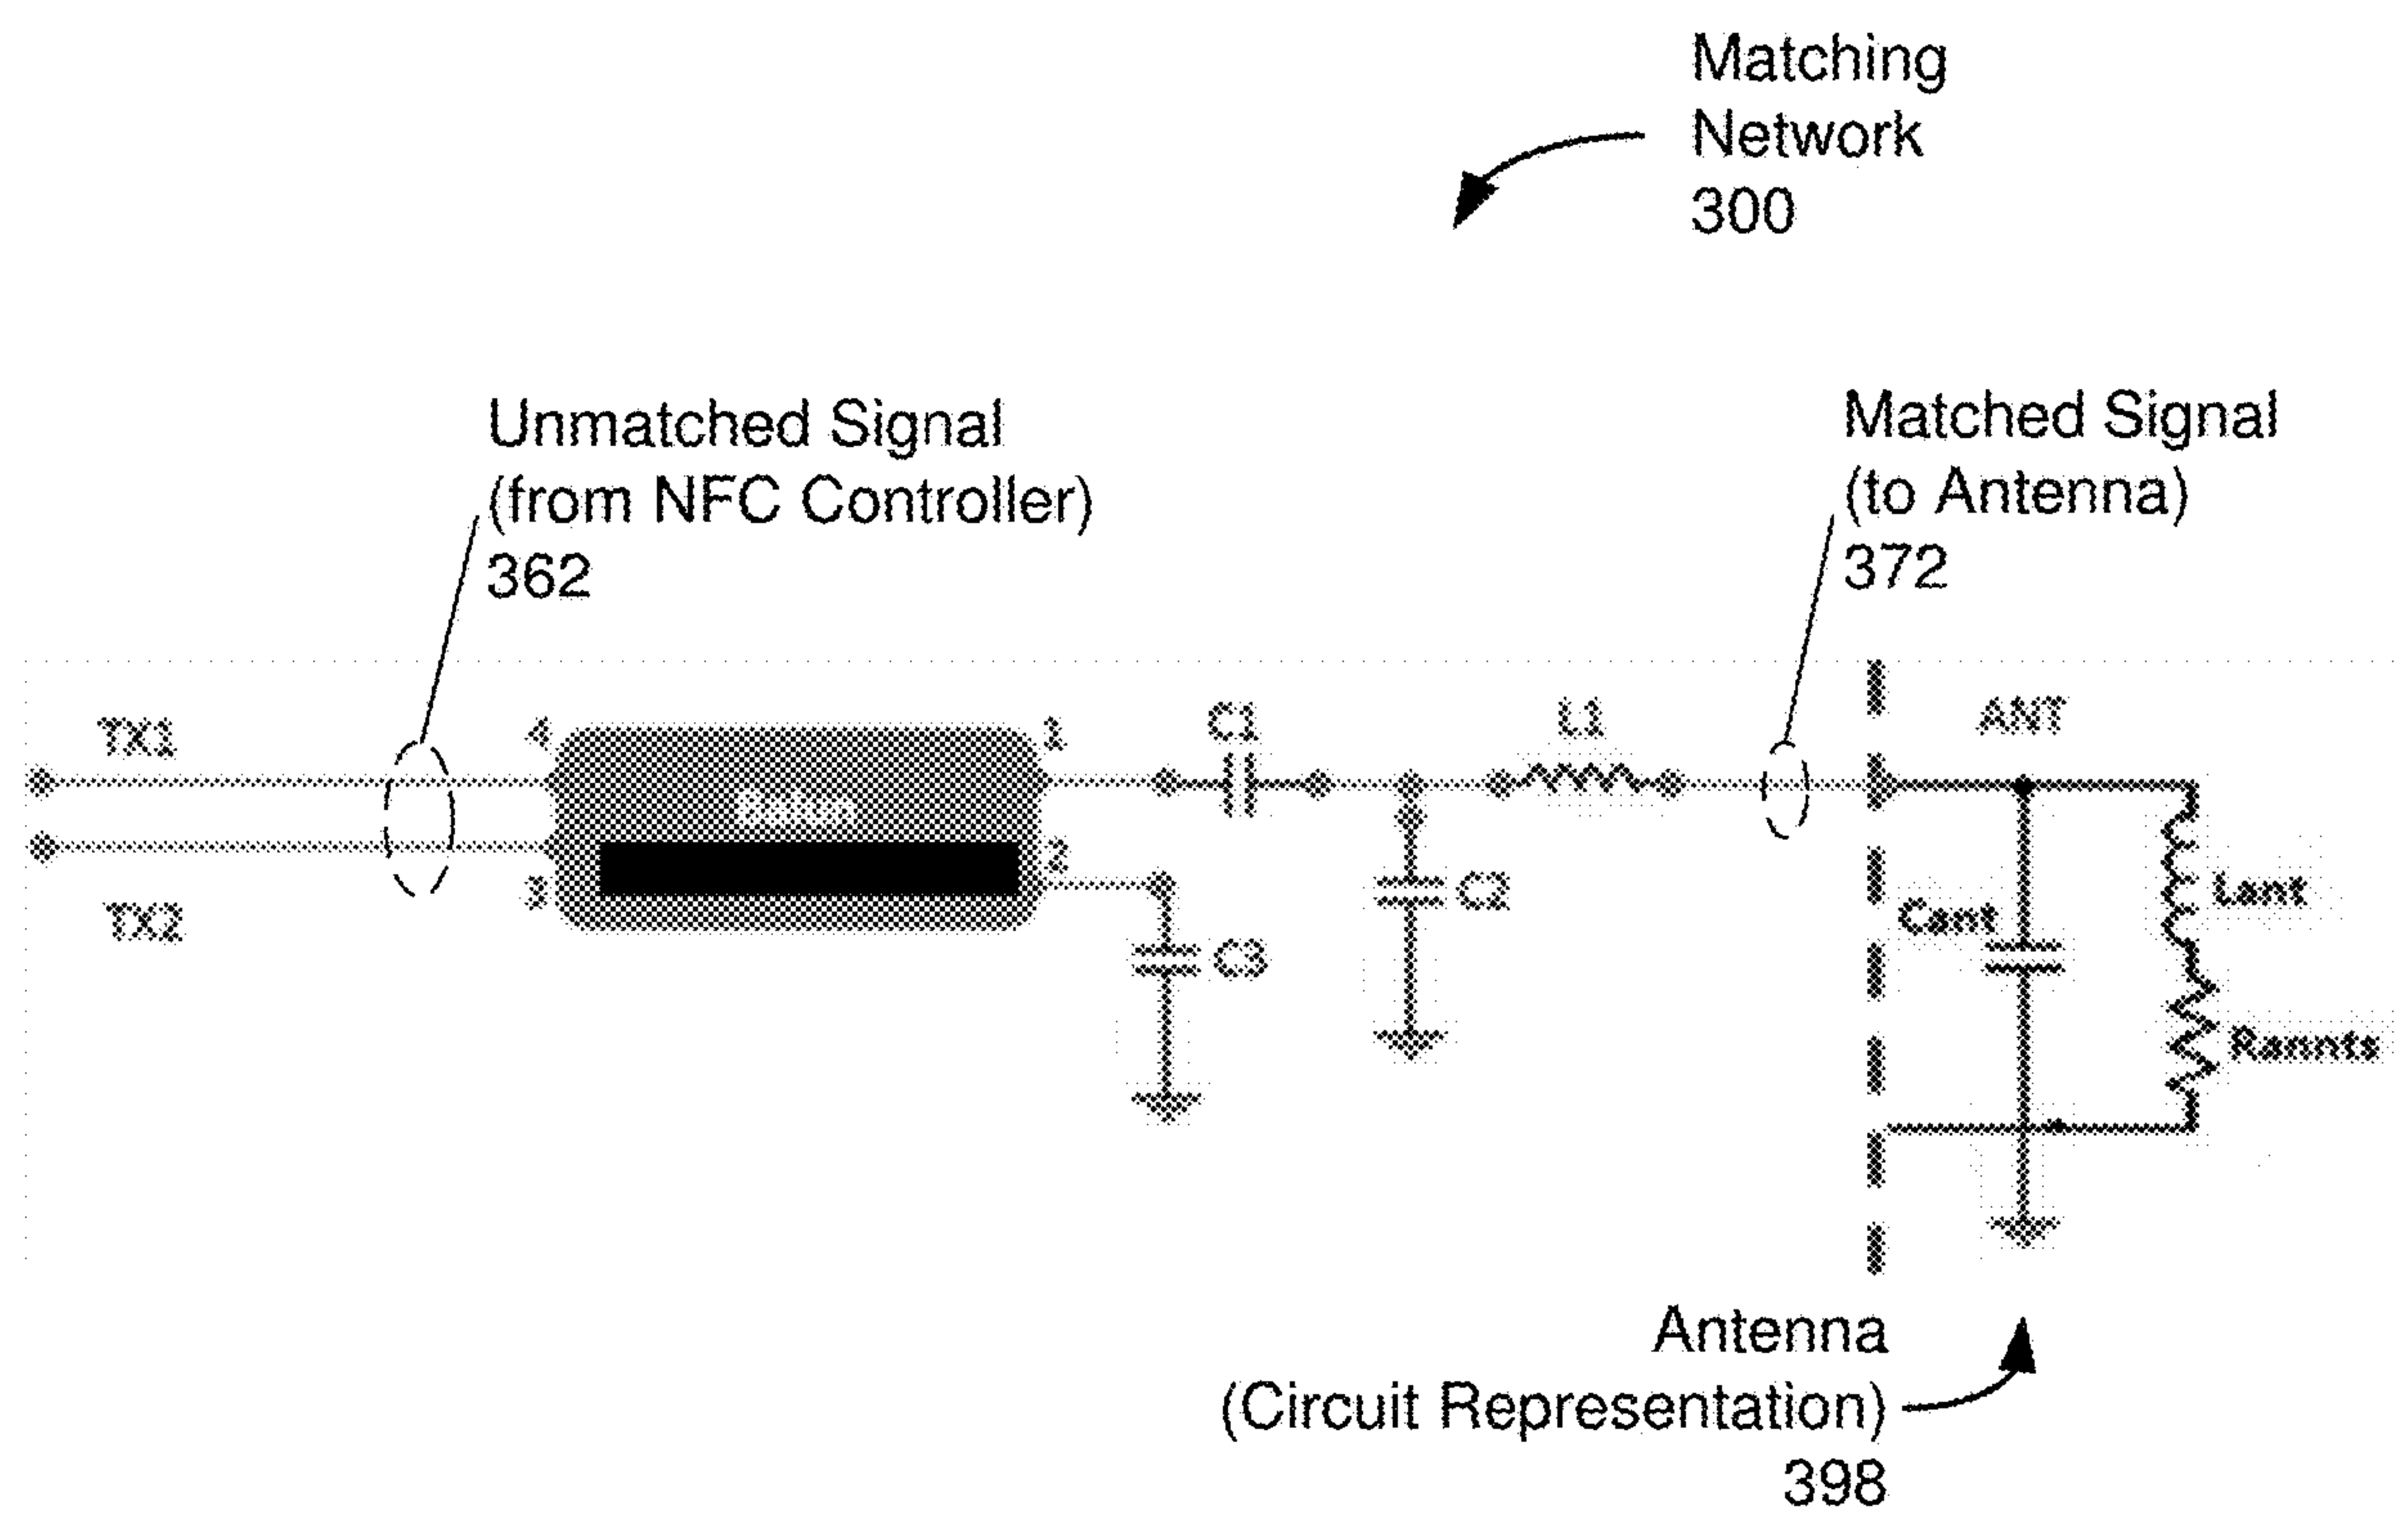 Matching
Network
300
Unmatched Signal
(from NFC Controller)
362
Matched Signal
(to Antenna)
372
TX1
TX2
4
3
1
2
C1
L1
C2
C3
ANT
Cant
Lant
Rannts
Antenna
(Circuit Representation)
398